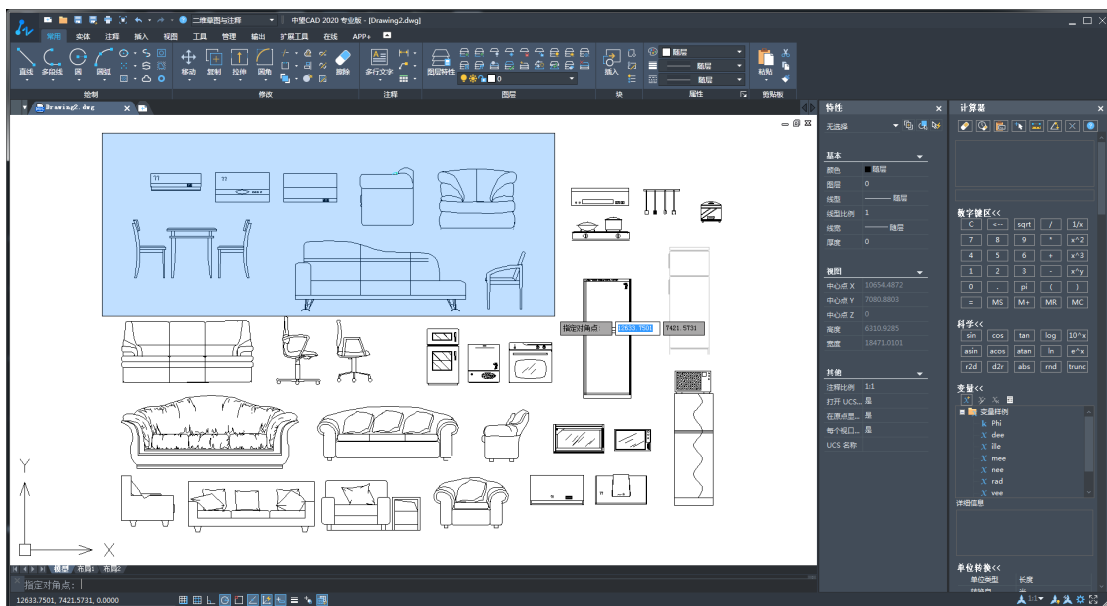 二维草图与注释
中望CAD 2020 专业版 - [Drawing2.dwg]
常用 实体 注释 插入 视图 工具 管理 输出 扩展工具 在线 APP+
直线 多段线 圆 圆弧
移动 复制 拉伸 圆角 擦除
多行文字
图层特性
0
插入
随层
随层
随层
粘贴
绘制 修改 注释 图层 块 属性 剪贴板
Drawing2.dwg
特性
无选择
基本
颜色 随层
图层 0
线型 随层
线型比例 1
线宽 随层
厚度 0
视图
中心点 X 10654.4872
中心点 Y 7080.8803
中心点 Z 0
高度 6310.9285
宽度 18471.0101
其他
注释比例 1:1
打开 UCS... 是
在原点显... 是
每个视口... 是
UCS 名称
计算器
数字键区<<
C <-- sqrt / 1/x
7 8 9 * x^2
4 5 6 + x^3
1 2 3 - x^y
0 . pi ( )
= MS M+ MR MC
科学<<
sin cos tan log 10^x
asin acos atan ln e^x
r2d d2r abs rnd trunc
变量<<
变量样例
k Phi
X dee
X ille
X mee
X nee
X rad
X vee
详细信息
单位转换<<
单位类型 长度
指定对角点: 12633.7501 7421.5731
Y
X
模型 布局1 布局2
指定对角点:
12633.7501, 7421.5731, 0.0000
1:1